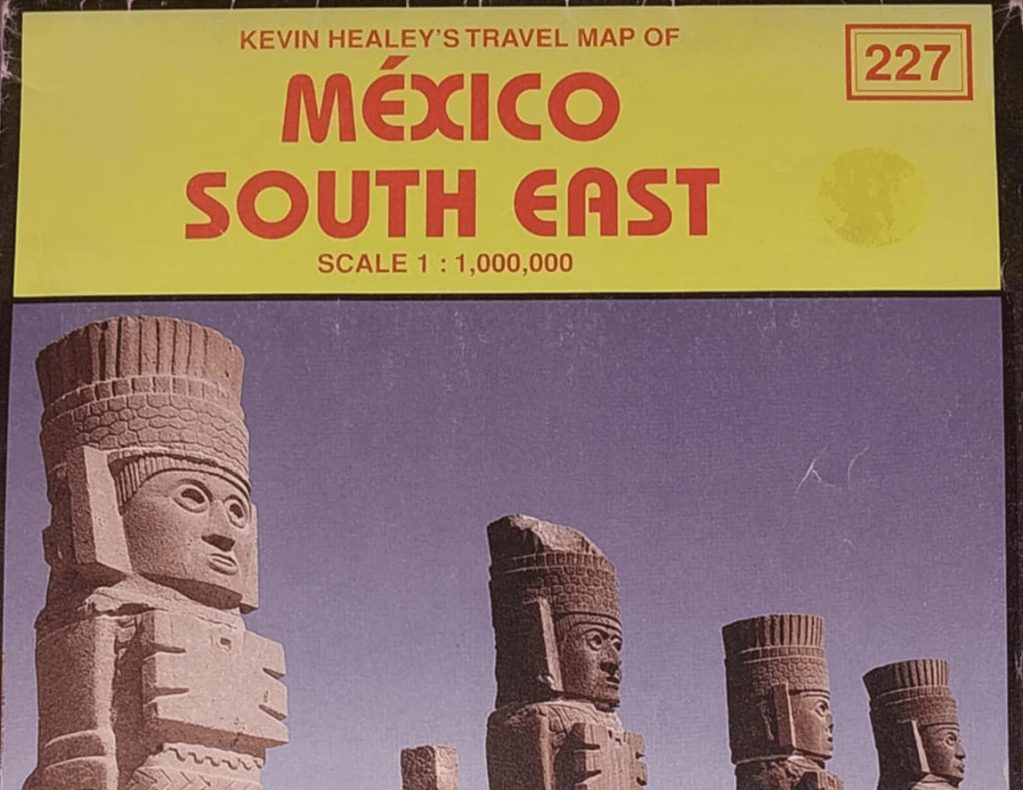 KEVIN HEALEY'S TRAVEL MAP OF
227
MÉXICO
SOUTH EAST
SCALE 1 : 1,000,000